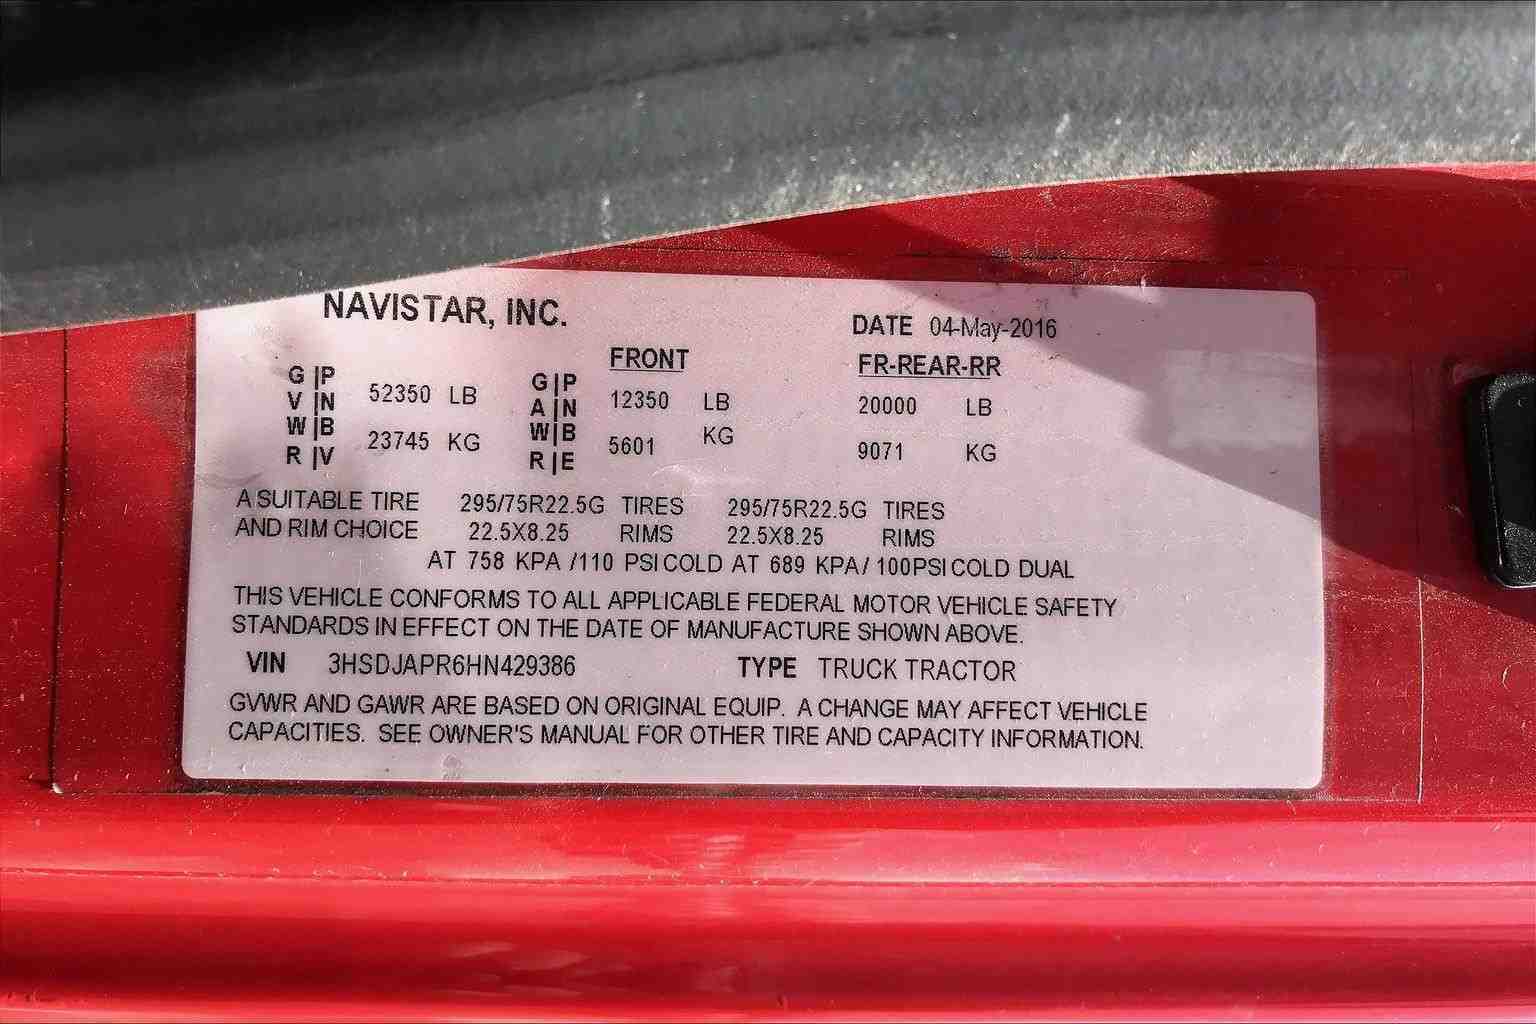 NAVISTAR, INC.
DATE 04-May-2016
FRONT FR-REAR-RR
G|P G|P
V|N 52350 LB A|N 12350 LB 20000 LB
W|B 23745 KG W|B 5601 KG 9071 KG
R|V R|E
A SUITABLE TIRE 295/75R22.5G TIRES 295/75R22.5G TIRES
AND RIM CHOICE 22.5X8.25 RIMS 22.5X8.25 RIMS
AT 758 KPA /110 PSI COLD AT 689 KPA/ 100PSI COLD DUAL
THIS VEHICLE CONFORMS TO ALL APPLICABLE FEDERAL MOTOR VEHICLE SAFETY
STANDARDS IN EFFECT ON THE DATE OF MANUFACTURE SHOWN ABOVE.
VIN 3HSDJAPR6HN429386 TYPE TRUCK TRACTOR
GVWR AND GAWR ARE BASED ON ORIGINAL EQUIP. A CHANGE MAY AFFECT VEHICLE
CAPACITIES. SEE OWNER'S MANUAL FOR OTHER TIRE AND CAPACITY INFORMATION.